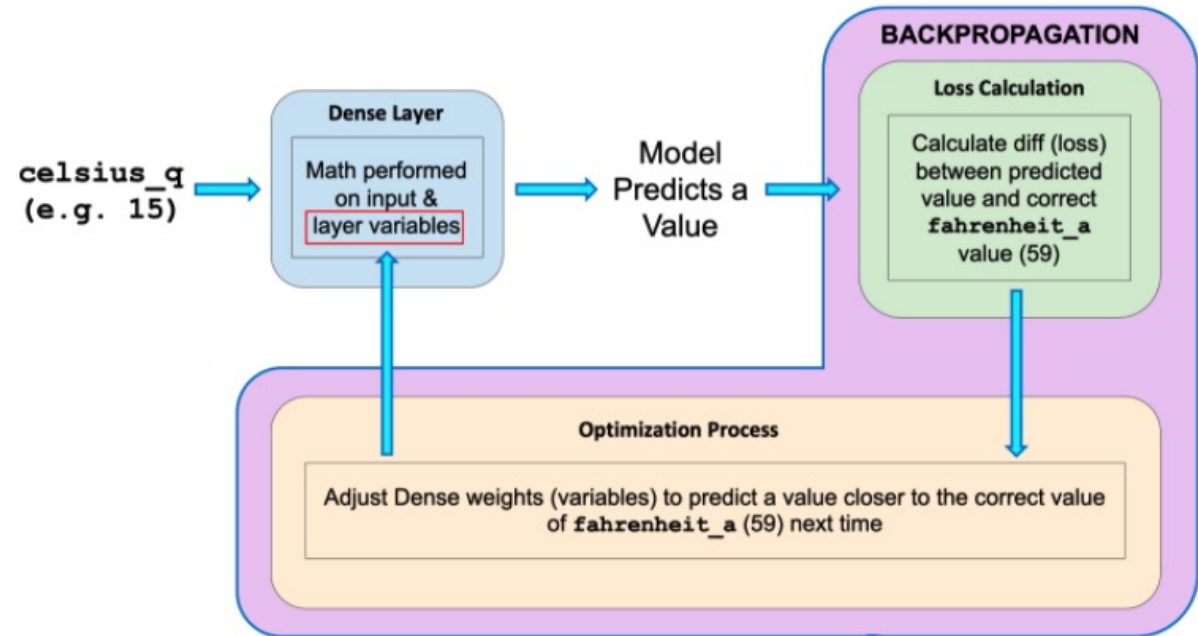 BACKPROPAGATION
Dense Layer
Math performed
on input &
layer variables
celsius_q
(e.g. 15)
Model
Predicts a
Value
Loss Calculation
Calculate diff (loss)
between predicted
value and correct
fahrenheit_a
value (59)
Optimization Process
Adjust Dense weights (variables) to predict a value closer to the correct value
of fahrenheit_a (59) next time